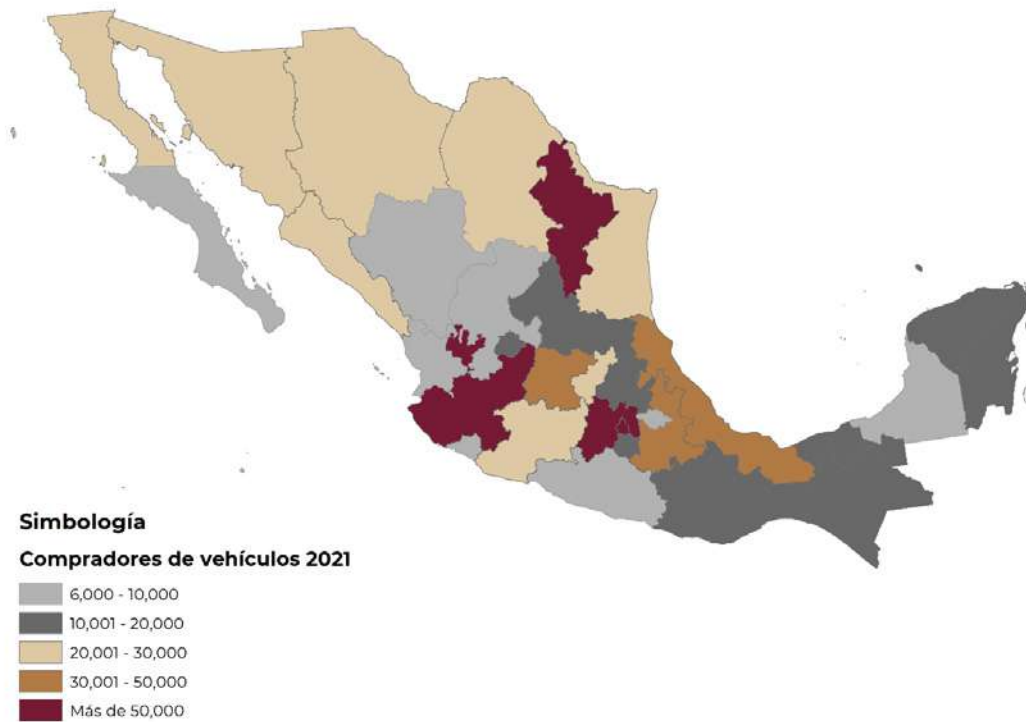 Simbología
Compradores de vehículos 2021
6,000 - 10,000
10,001 - 20,000
20,001 - 30,000
30,001 - 50,000
Más de 50,000